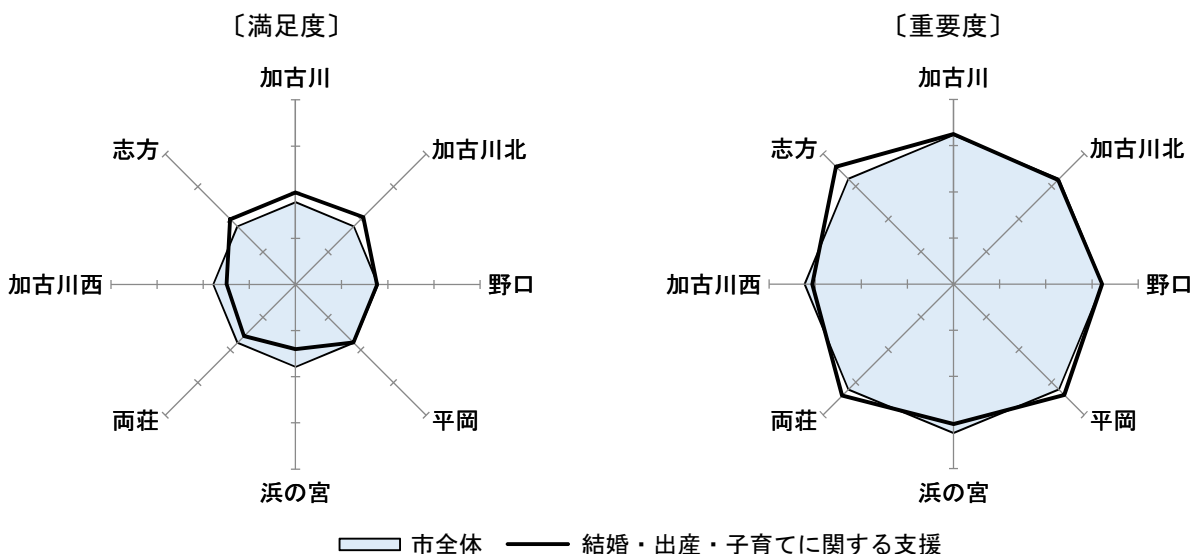 〔満足度〕
加古川
加古川北
野口
平岡
浜の宮
両荘
加古川西
志方
〔重要度〕
加古川
加古川北
野口
平岡
浜の宮
両荘
加古川西
志方
市全体
結婚・出産・子育てに関する支援